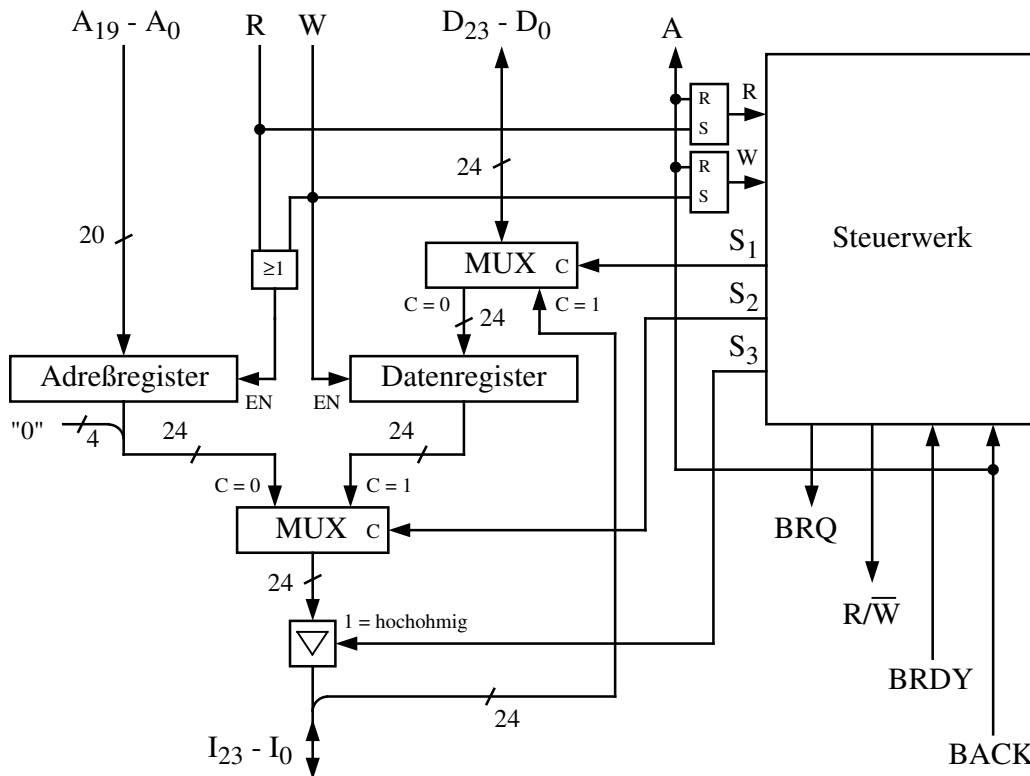 A19 - A0 R W D23 - D0 A
R
R
S
W
R
S
24
20
Steuerwerk
S1
MUX C
≥1
C = 0 C = 1
24
S2
S3
Adreßregister
EN
EN
Datenregister
"0"
4
24
24
C = 0
C = 1
MUX C
BRQ
24
R/W̅
1 = hochohmig
BRDY
24
I23 - I0
BACK